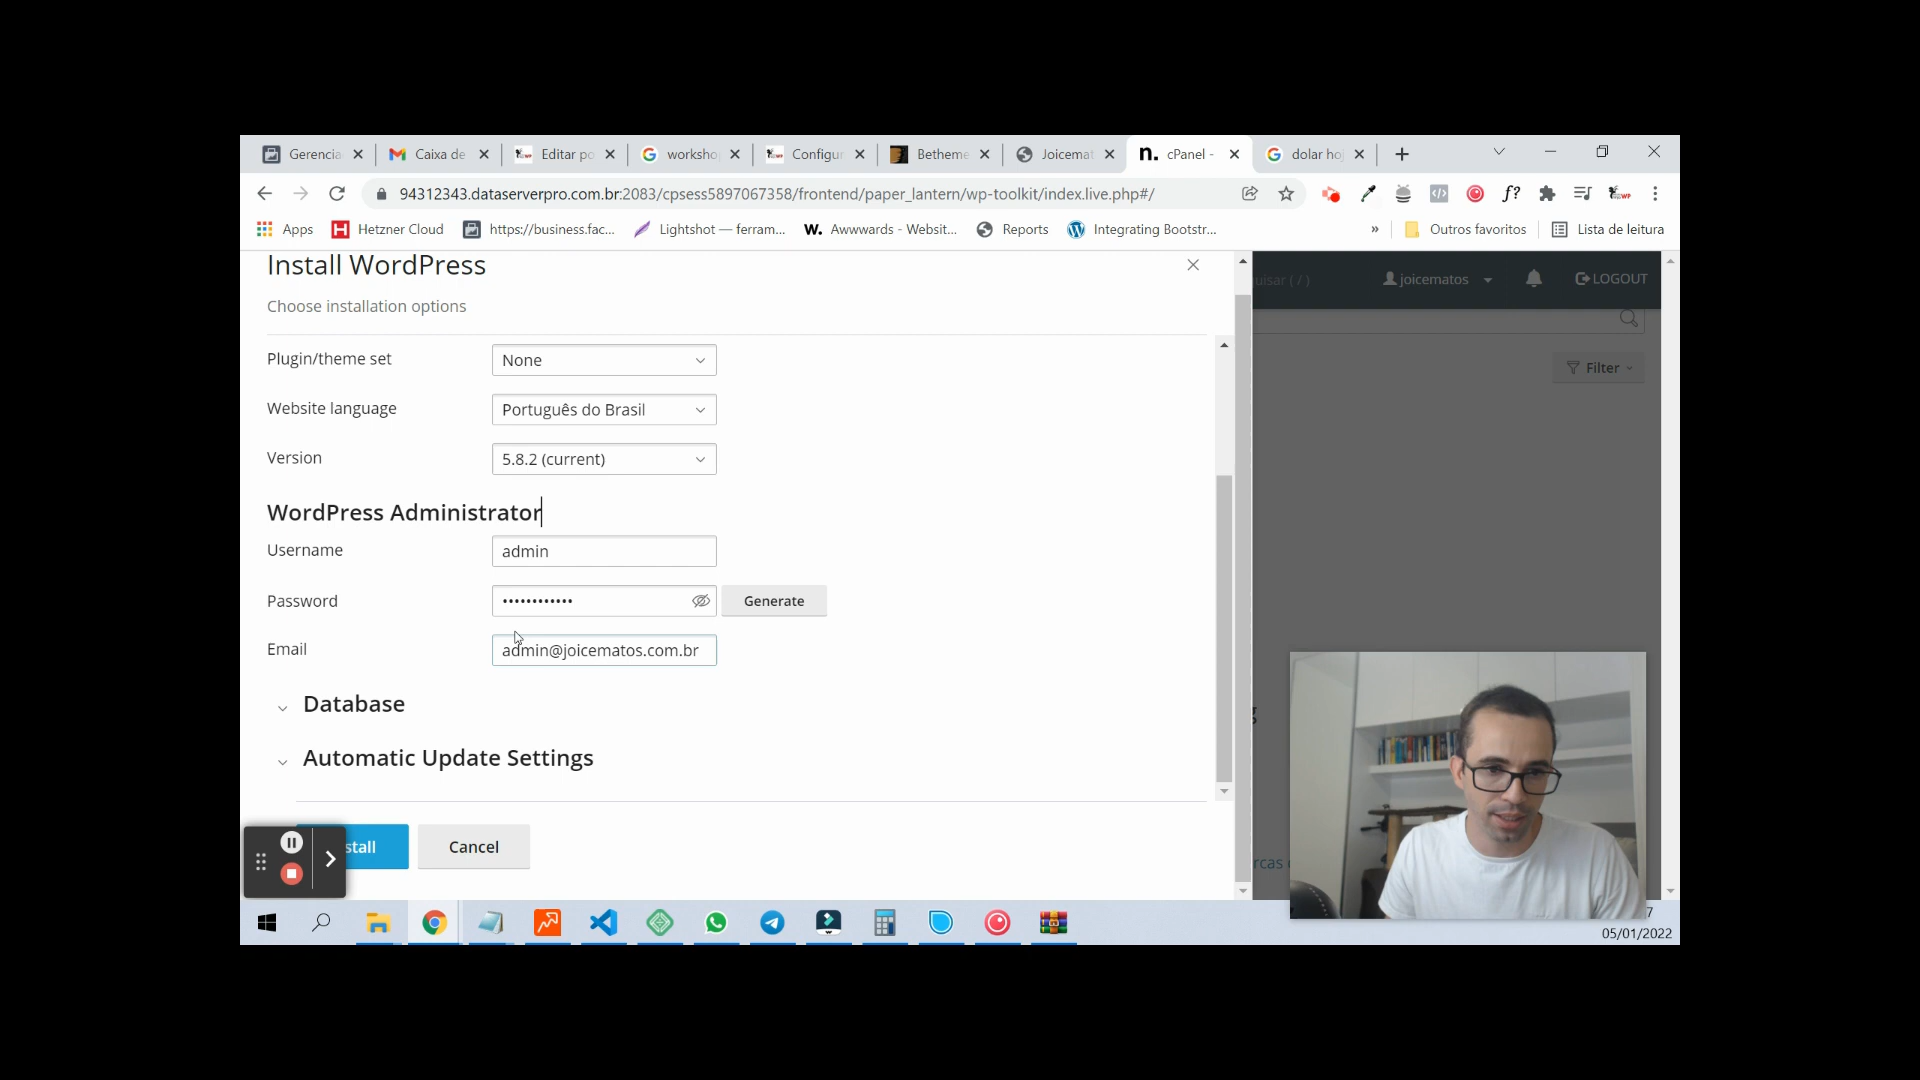 Gerencia
Caixa de
Editar po
worksho
Configur
Betheme
Joicemat
n. cPanel -
dolar ho
94312343.dataserverpro.com.br:2083/cpsess5897067358/frontend/paper_lantern/wp-toolkit/index.live.php#/
f?
Apps
Hetzner Cloud
https://business.fac...
Lightshot — ferram...
W. Awwwards - Websit...
Reports
Integrating Bootstr...
»
Outros favoritos
Lista de leitura
Install WordPress
uisar ( / )
joicematos
LOGOUT
Choose installation options
Plugin/theme set
None
Filter
Website language
Português do Brasil
Version
5.8.2 (current)
WordPress Administrator
Username
admin
Password
••••••••••••
Generate
Email
admin@joicematos.com.br
Database
Automatic Update Settings
stall
Cancel
rcas
7
05/01/2022